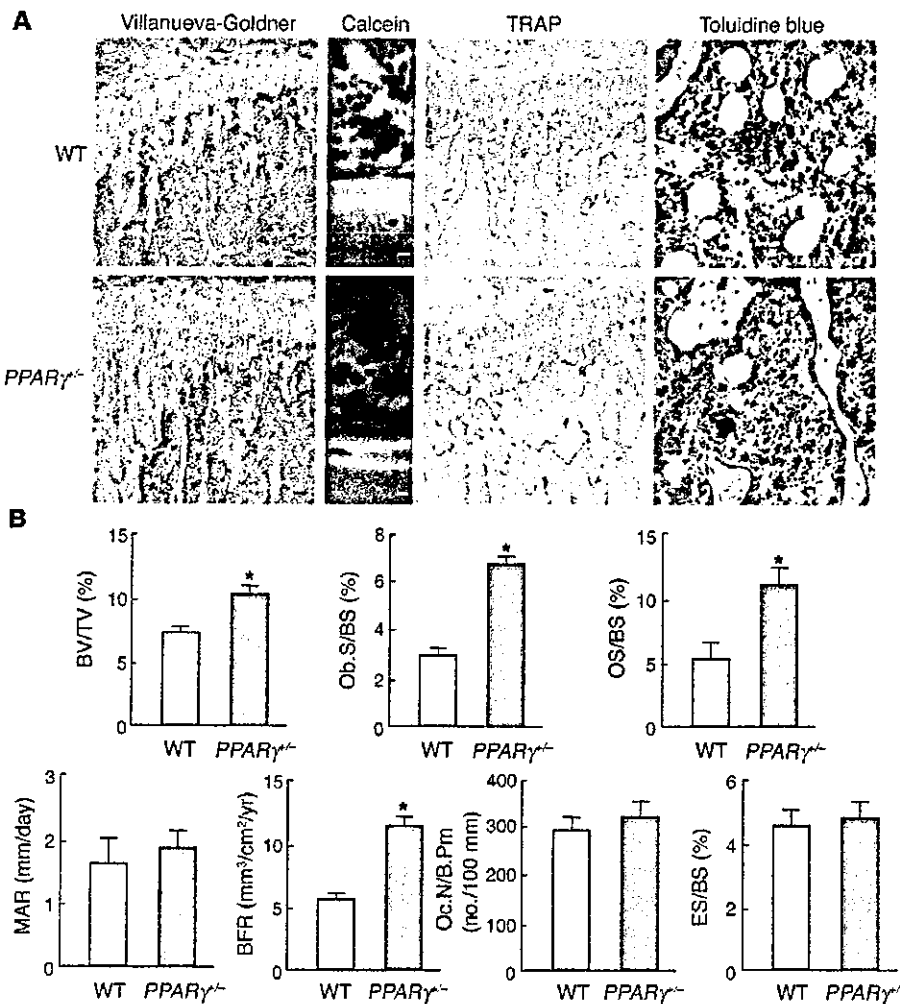 A
Villanueva-Goldner Calcein TRAP Toluidine blue
WT
PPARγ+/−
B
BV/TV (%)
15
10
5
0
WT PPARγ+/−
*
Ob.S/BS (%)
8
6
4
2
0
WT PPARγ+/−
*
OS/BS (%)
15
10
5
0
WT PPARγ+/−
*
MAR (mm/day)
3
2
1
0
WT PPARγ+/−
BFR (mm³/cm²/yr)
15
10
5
0
WT PPARγ+/−
*
Oc.N/B.Pm
(no./100 mm)
400
300
200
100
0
WT PPARγ+/−
ES/BS (%)
6
4
2
0
WT PPARγ+/